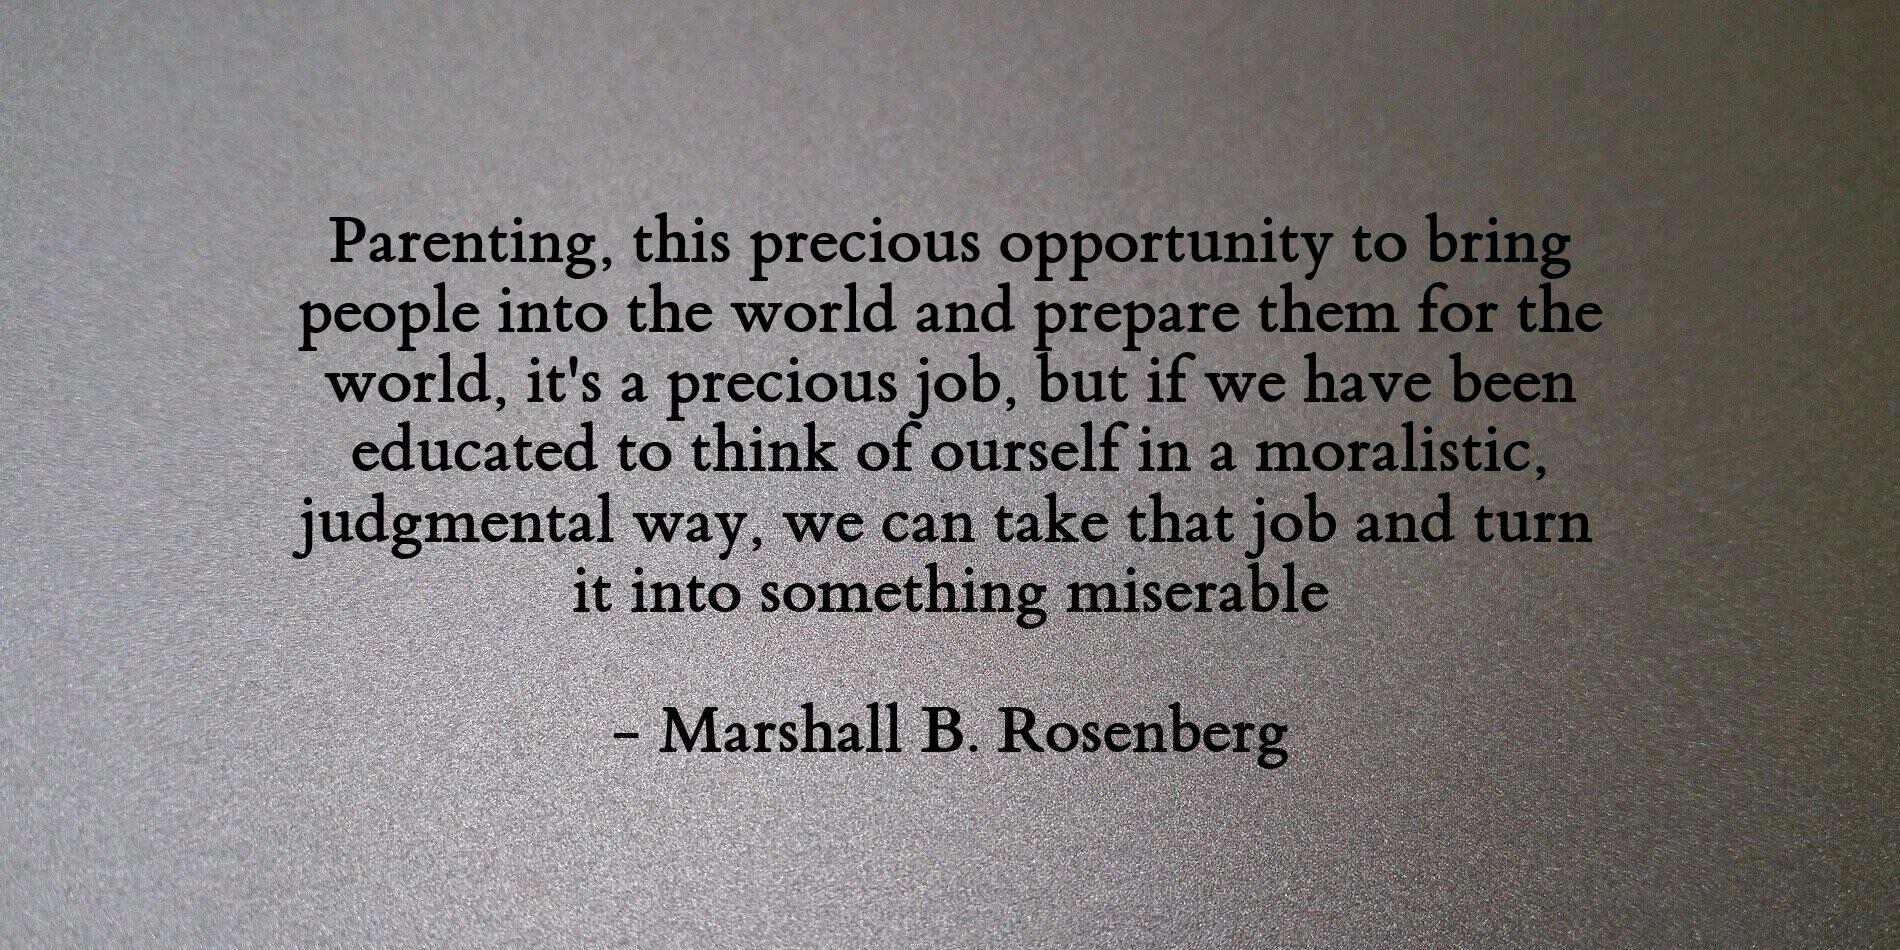 Parenting, this precious opportunity to bring
people into the world and prepare them for the
world, it's a precious job, but if we have been
educated to think of ourself in a moralistic,
judgmental way, we can take that job and turn
it into something miserable
- Marshall B. Rosenberg